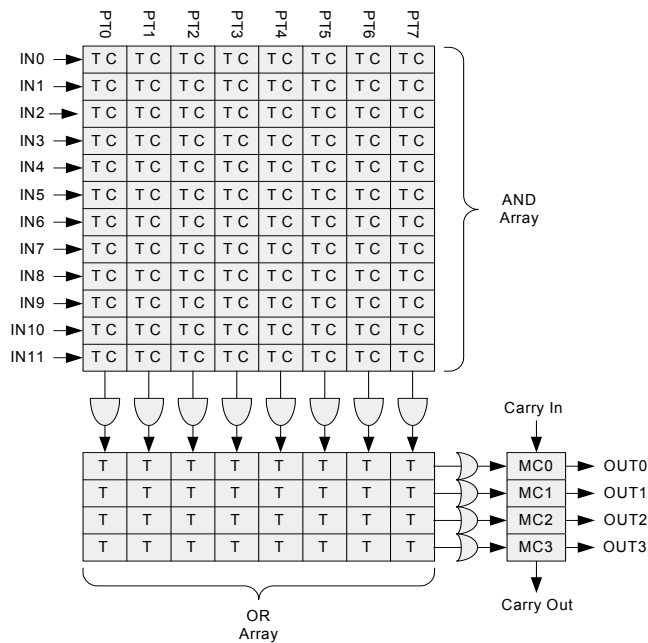 PT0 PT1 PT2 PT3 PT4 PT5 PT6 PT7
IN0 T C T C T C T C T C T C T C T C
IN1 T C T C T C T C T C T C T C T C
IN2 T C T C T C T C T C T C T C T C
IN3 T C T C T C T C T C T C T C T C
IN4 T C T C T C T C T C T C T C T C
IN5 T C T C T C T C T C T C T C T C
IN6 T C T C T C T C T C T C T C T C
IN7 T C T C T C T C T C T C T C T C
IN8 T C T C T C T C T C T C T C T C
IN9 T C T C T C T C T C T C T C T C
IN10 T C T C T C T C T C T C T C T C
IN11 T C T C T C T C T C T C T C T C
AND
Array
Carry In
T T T T T T T T MC0 OUT0
T T T T T T T T MC1 OUT1
T T T T T T T T MC2 OUT2
T T T T T T T T MC3 OUT3
Carry Out
OR
Array